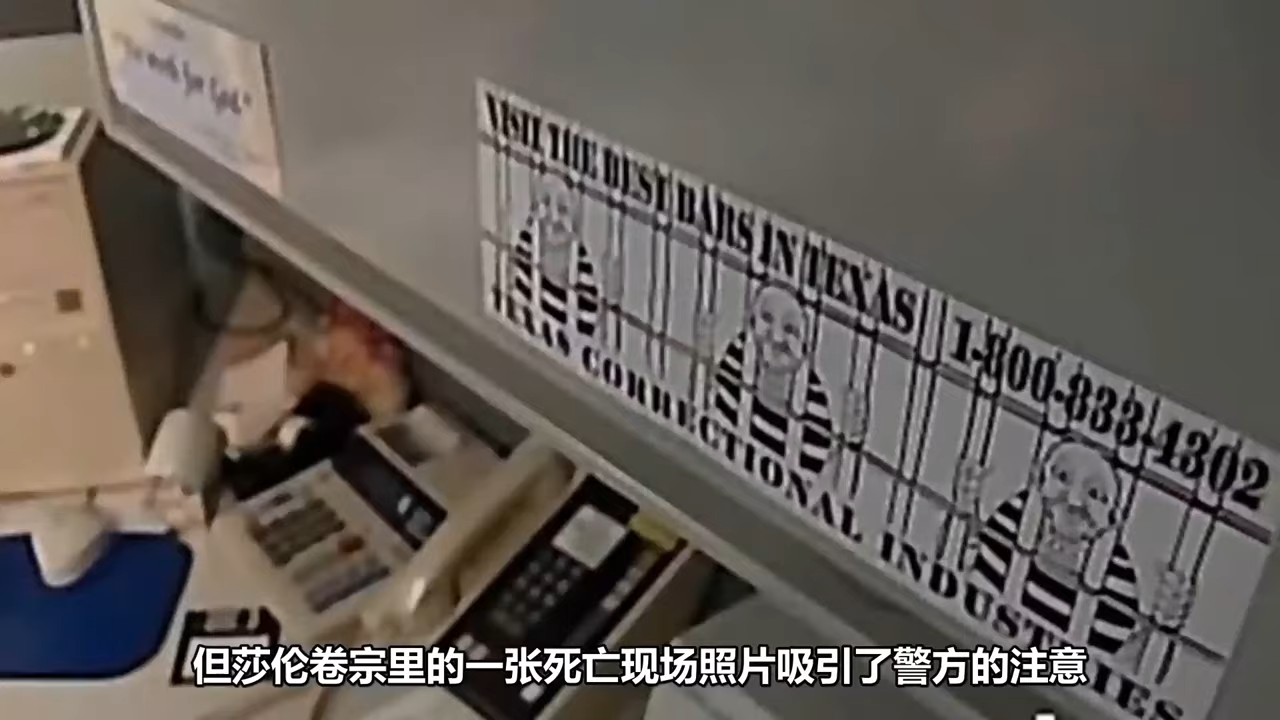 VISIT THE BEST BARS IN TEXAS 1-800-833-4302
TEXAS CORRECTIONAL INDUSTRIES
但莎伦卷宗里的一张死亡现场照片吸引了警方的注意